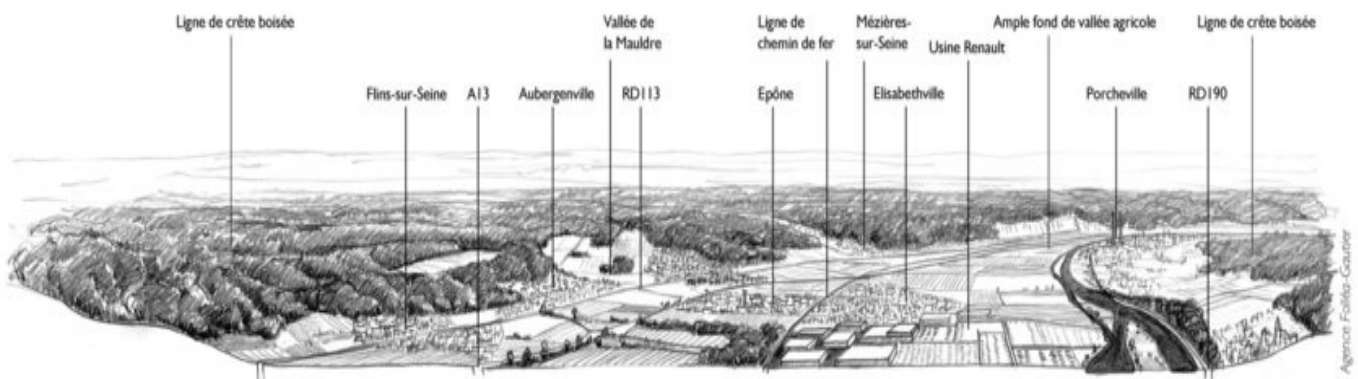 Ligne de crête boisée
Vallée de
la Mauldre
Ligne de
chemin de fer
Mézières-
sur-Seine
Usine Renault
Ample fond de vallée agricole
Ligne de crête boisée
Flins-sur-Seine
A13
Aubergenville
RD113
Epône
Elisabethville
Porcheville
RD190
Agence Folléa-Gautier